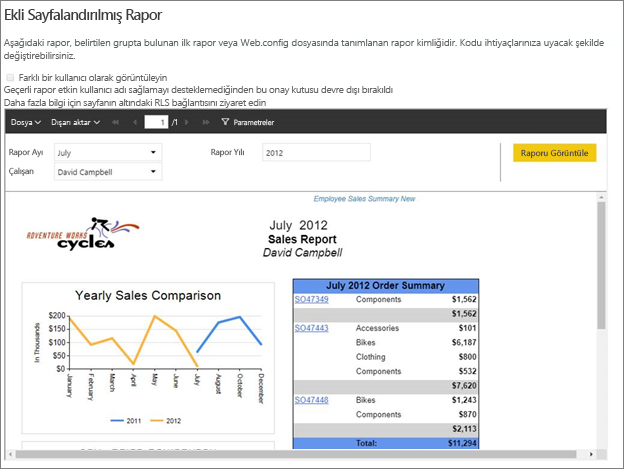 Ekli Sayfalandırılmış Rapor
Aşağıdaki rapor, belirtilen grupta bulunan ilk rapor veya Web.config dosyasında tanımlanan rapor kimliğidir. Kodu ihtiyaçlarınıza uyacak şekilde
değiştirebilirsiniz.
Farklı bir kullanıcı olarak görüntüleyin
Geçerli rapor etkin kullanıcı adı sağlamayı desteklemediğinden bu onay kutusu devre dışı bırakıldı
Daha fazla bilgi için sayfanın altındaki RLS bağlantısını ziyaret edin
Dosya Dışarı aktar 1 /1 Parametreler
Rapor Ayı July Rapor Yılı 2012 Raporu Görüntüle
Çalışan David Campbell
Employee Sales Summary New
ADVENTURE WORKS
cycles
July 2012
Sales Report
David Campbell
Yearly Sales Comparison
In Thousands
$200
$150
$100
$50
$0
January February March April May June July August October December
2011 2012
July 2012 Order Summary
SO47349 Components $1,562
$1,562
SO47443 Accessories $101
Bikes $6,187
Clothing $800
Components $532
$7,620
SO47448 Bikes $1,243
Components $870
$2,113
Total: $11,294